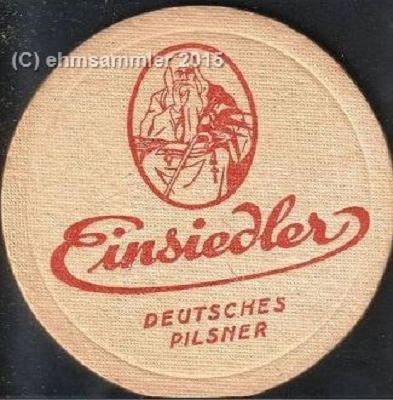 (C) ehmsammler 2015
Einsiedler
DEUTSCHES
PILSNER